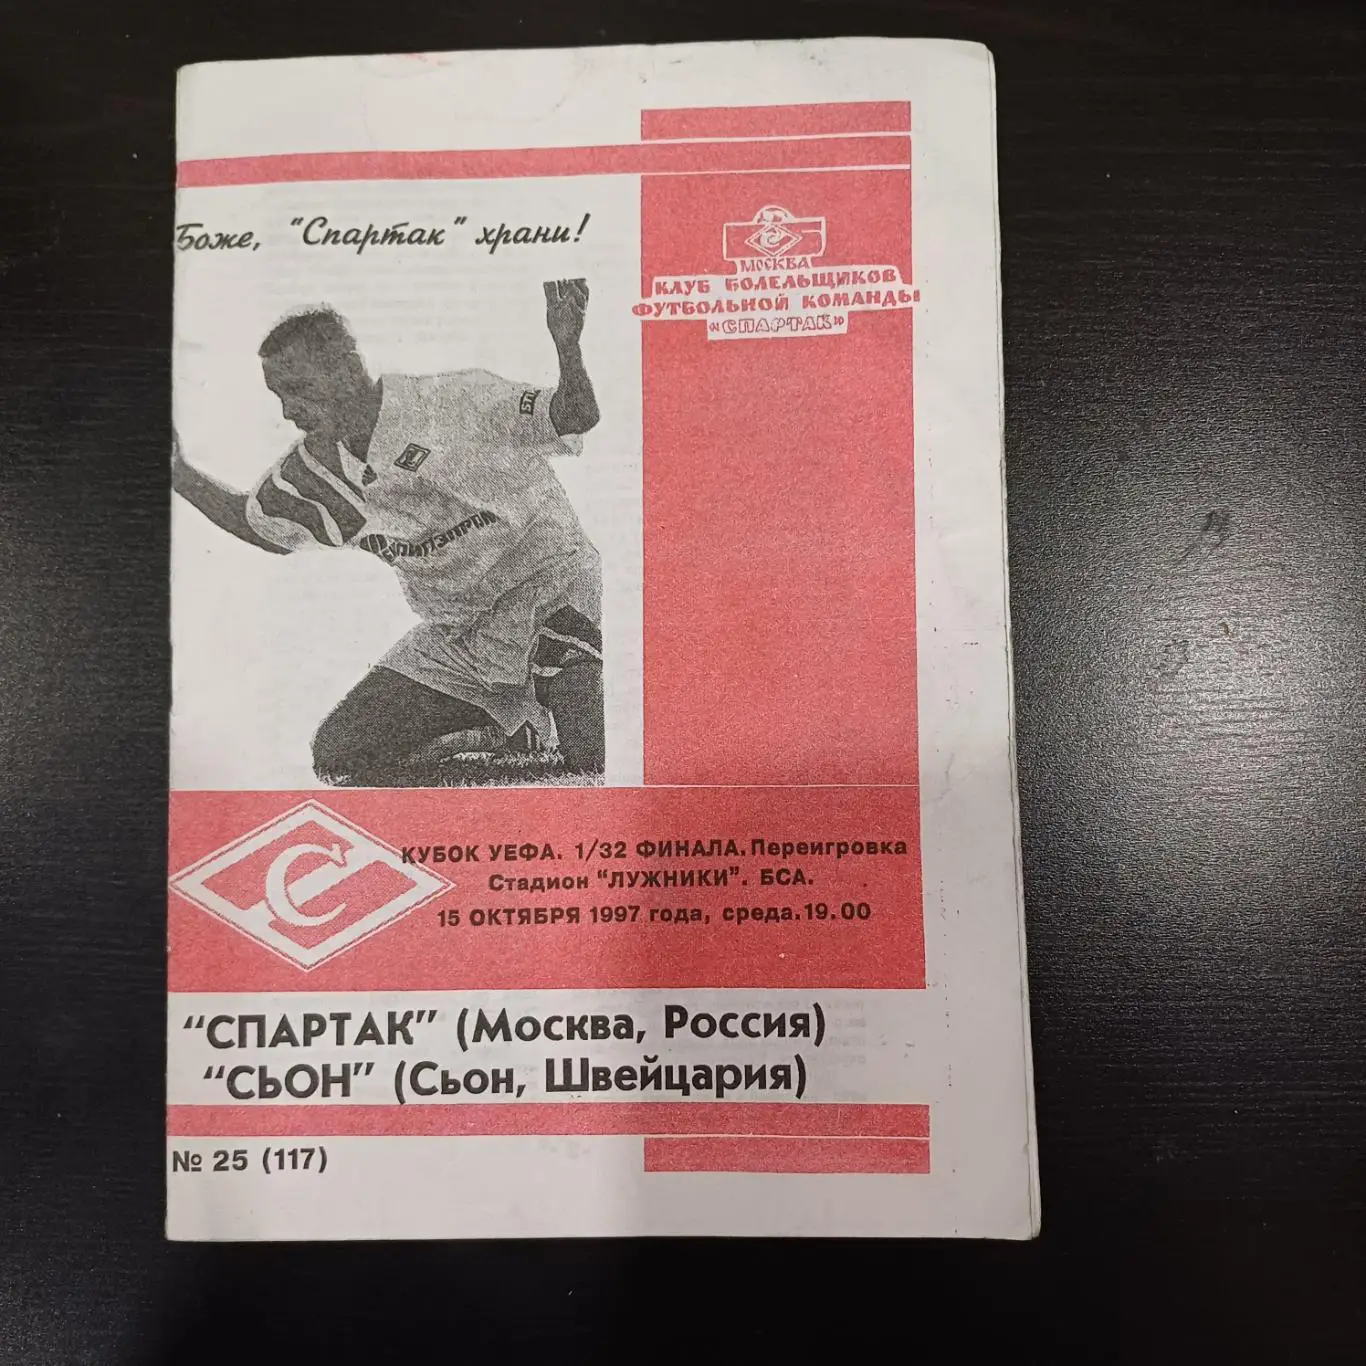 Боже, "Спартак" храни!
МОСКВА
КЛУБ БОЛЕЛЬЩИКОВ
ФУТБОЛЬНОЙ КОМАНДЫ
«СПАРТАК»
КУБОК УЕФА. 1/32 ФИНАЛА. Переигровка
Стадион "ЛУЖНИКИ". БСА.
15 ОКТЯБРЯ 1997 года, среда. 19.00
"СПАРТАК" (Москва, Россия)
"СЬОН" (Сьон, Швейцария)
№ 25 (117)